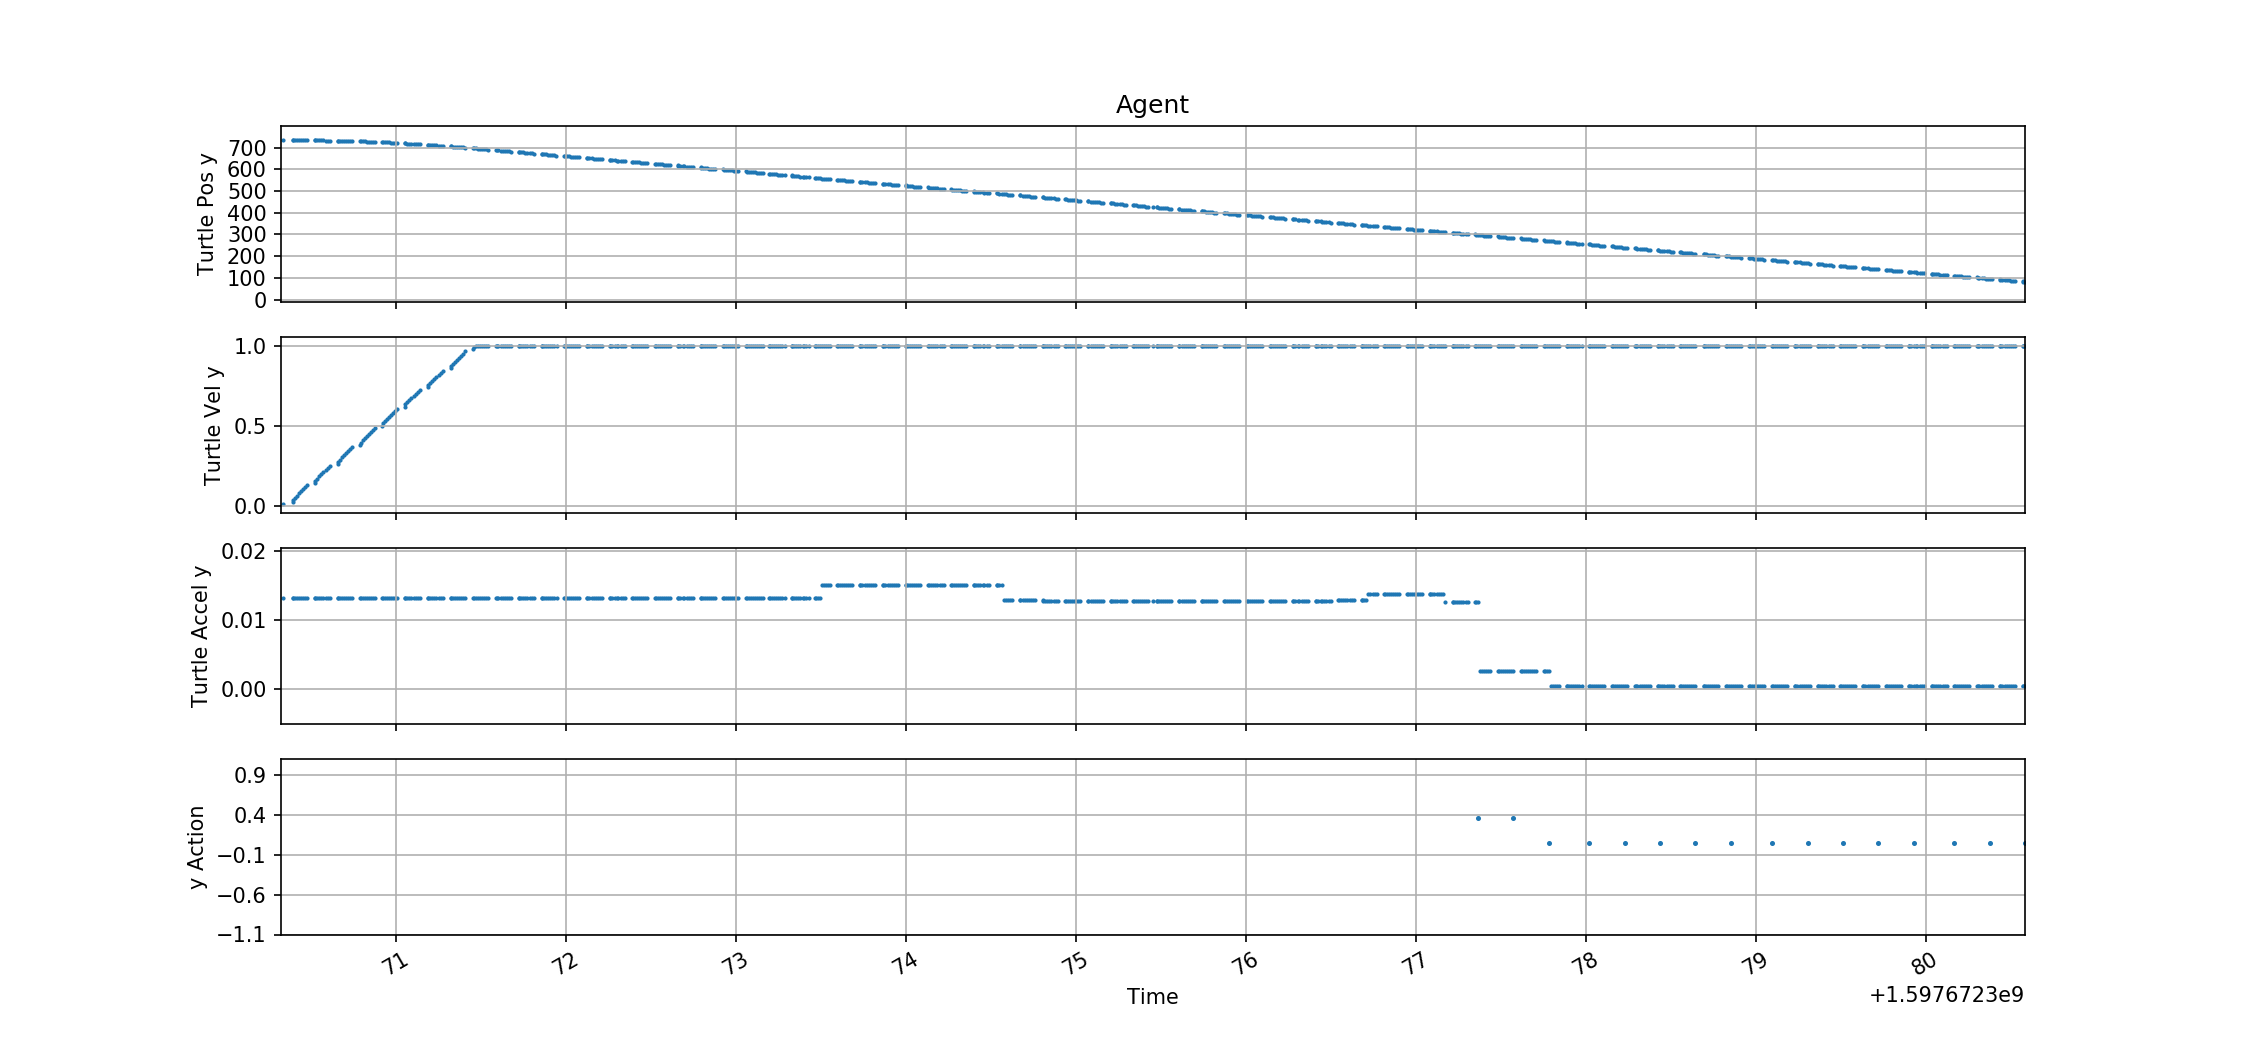 Agent
Turtle Pos y
700
600
500
400
300
200
100
0
Turtle Vel y
1.0
0.5
0.0
Turtle Accel y
0.02
0.01
0.00
y Action
0.9
0.4
−0.1
−0.6
−1.1
71 72 73 74 75 76 77 78 79 80
Time
+1.5976723e9